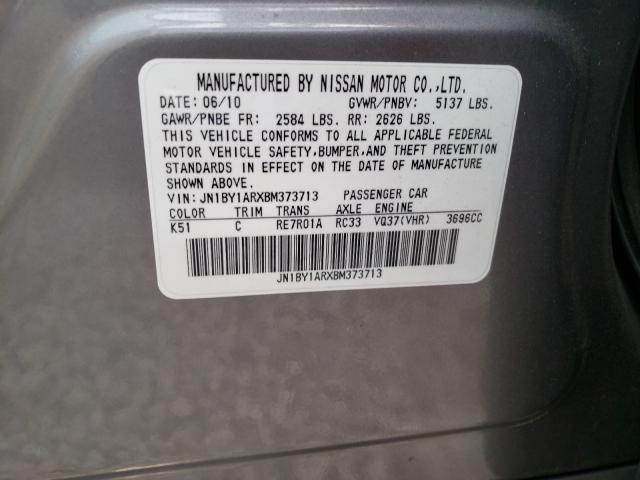 MANUFACTURED BY NISSAN MOTOR CO.,LTD.
DATE: 06/10 GVWR/PNBV: 5137 LBS.
GAWR/PNBE FR: 2584 LBS. RR: 2626 LBS.
THIS VEHICLE CONFORMS TO ALL APPLICABLE FEDERAL
MOTOR VEHICLE SAFETY,BUMPER,AND THEFT PREVENTION
STANDARDS IN EFFECT ON THE DATE OF MANUFACTURE
SHOWN ABOVE.
VIN: JN1BY1ARXBM373713 PASSENGER CAR
COLOR TRIM TRANS AXLE ENGINE
K51 C RE7R01A RC33 VQ37(VHR) 3696CC
JN1BY1ARXBM373713